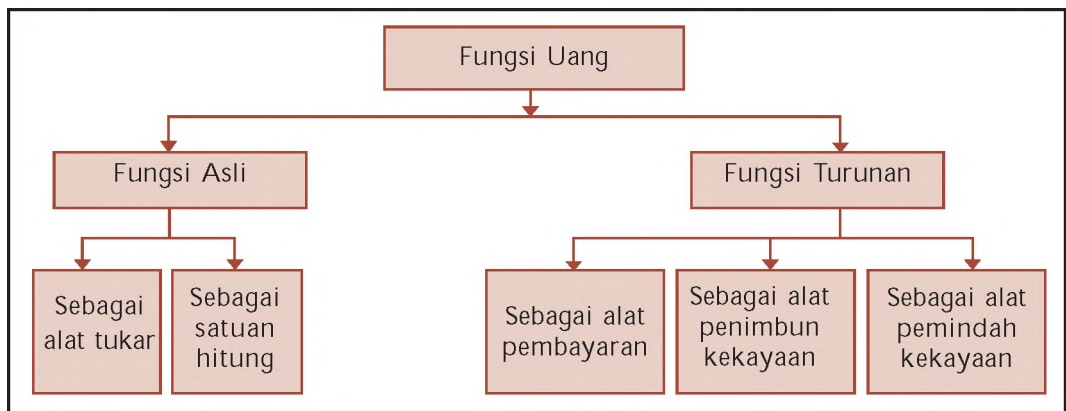 Fungsi Uang
Fungsi Asli
Fungsi Turunan
Sebagai
alat tukar
Sebagai
satuan
hitung
Sebagai alat
pembayaran
Sebagai alat
penimbun
kekayaan
Sebagai alat
pemindah
kekayaan